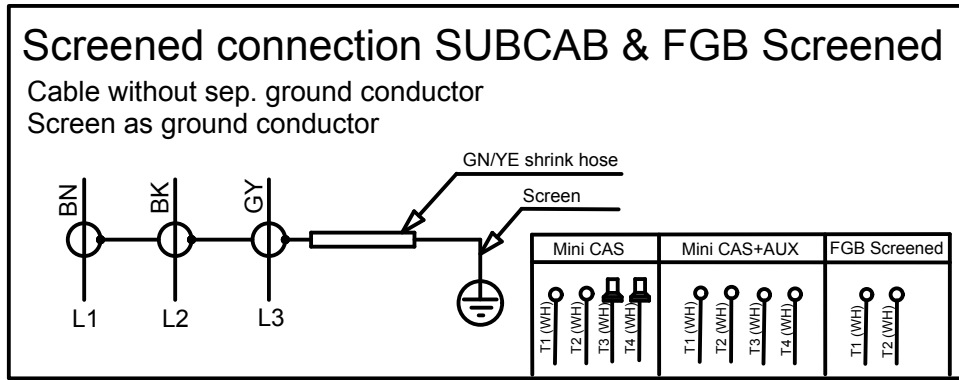 Screened connection SUBCAB & FGB Screened
Cable without sep. ground conductor
Screen as ground conductor
GN/YE shrink hose
Screen
BN
BK
GY
L1
L2
L3
Mini CAS
Mini CAS+AUX
FGB Screened
T1 (WH)
T2 (WH)
T3 (WH)
T4 (WH)
T1 (WH)
T2 (WH)
T3 (WH)
T4 (WH)
T1 (WH)
T2 (WH)